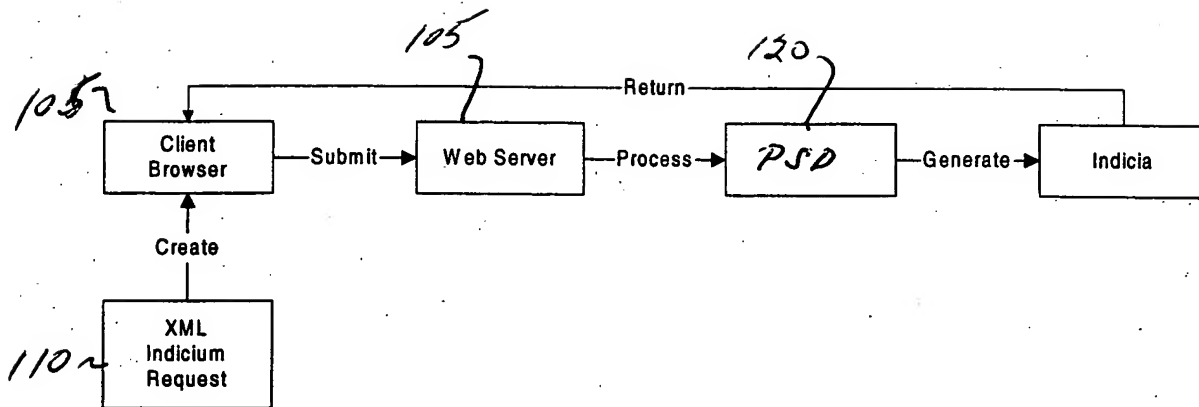 105
120
Return
105
Client
Browser
Submit
Web Server
Process
PSD
Generate
Indicia
Create
XML
Indicium
Request
110